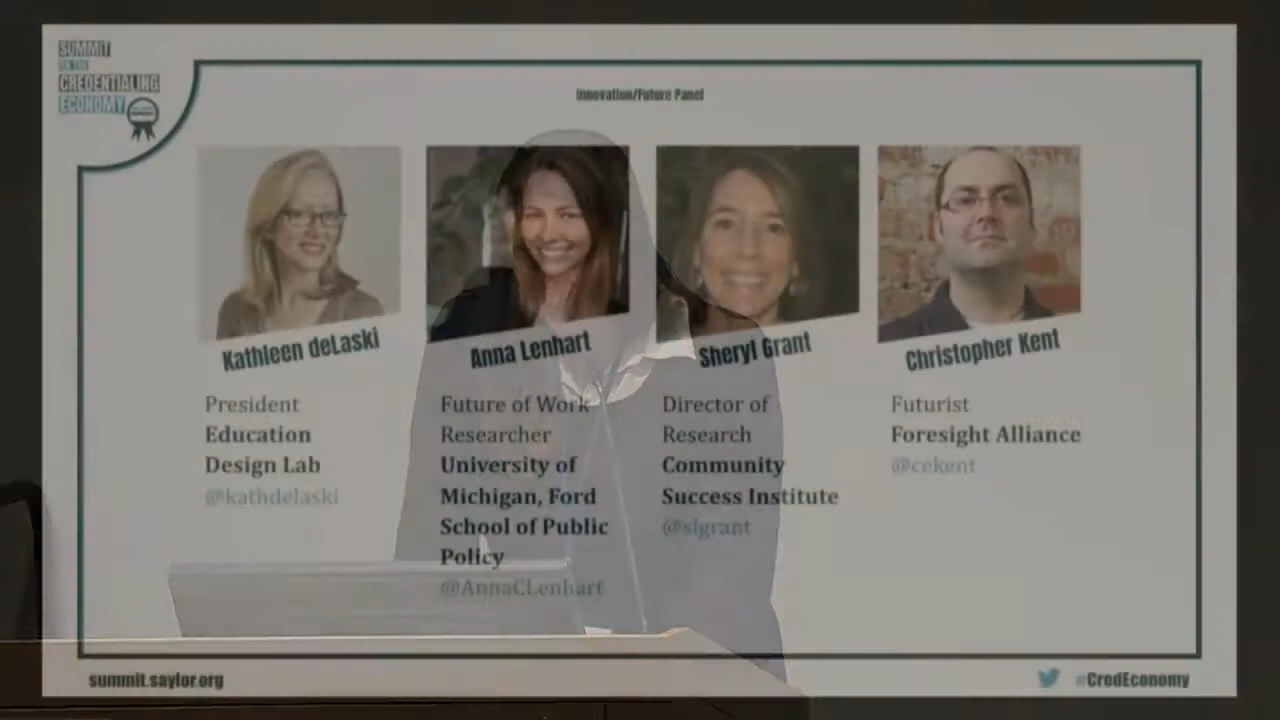 SUMMIT
ON THE
CREDENTIALING
ECONOMY
Innovation/Future Panel
Kathleen deLaski
President
Education
Design Lab
@kathdelaski
Anna Lenhart
Future of Work
Researcher
University of
Michigan, Ford
School of Public
Policy
@AnnaCLenhart
Sheryl Grant
Director of
Research
Community
Success Institute
@slgrant
Christopher Kent
Futurist
Foresight Alliance
@cekent
summit.saylor.org
#CredEconomy